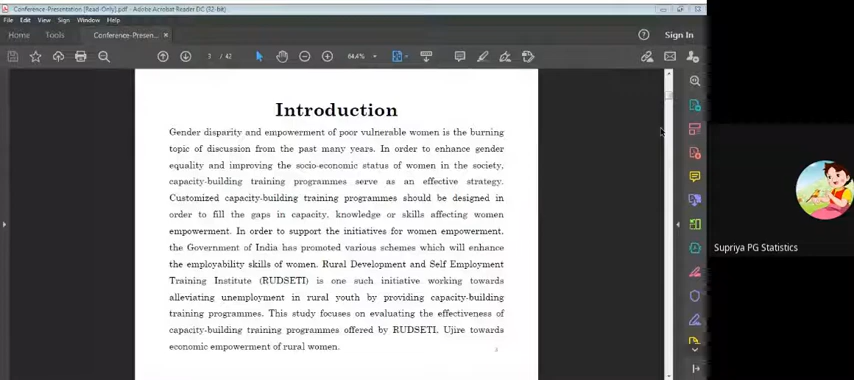 Conference-Presentation [Read-Only].pdf - Adobe Acrobat Reader DC (32-bit)
File Edit View Sign Window Help
Home Tools Conference-Presen... × Sign In
3 / 42 64.4%
Introduction
Gender disparity and empowerment of poor vulnerable women is the burning
topic of discussion from the past many years. In order to enhance gender
equality and improving the socio-economic status of women in the society,
capacity-building training programmes serve as an effective strategy.
Customized capacity-building training programmes should be designed in
order to fill the gaps in capacity, knowledge or skills affecting women
empowerment. In order to support the initiatives for women empowerment,
the Government of India has promoted various schemes which will enhance
the employability skills of women. Rural Development and Self Employment
Training Institute (RUDSETI) is one such initiative working towards
alleviating unemployment in rural youth by providing capacity-building
training programmes. This study focuses on evaluating the effectiveness of
capacity-building training programmes offered by RUDSETI, Ujire towards
economic empowerment of rural women.
3
Supriya PG Statistics